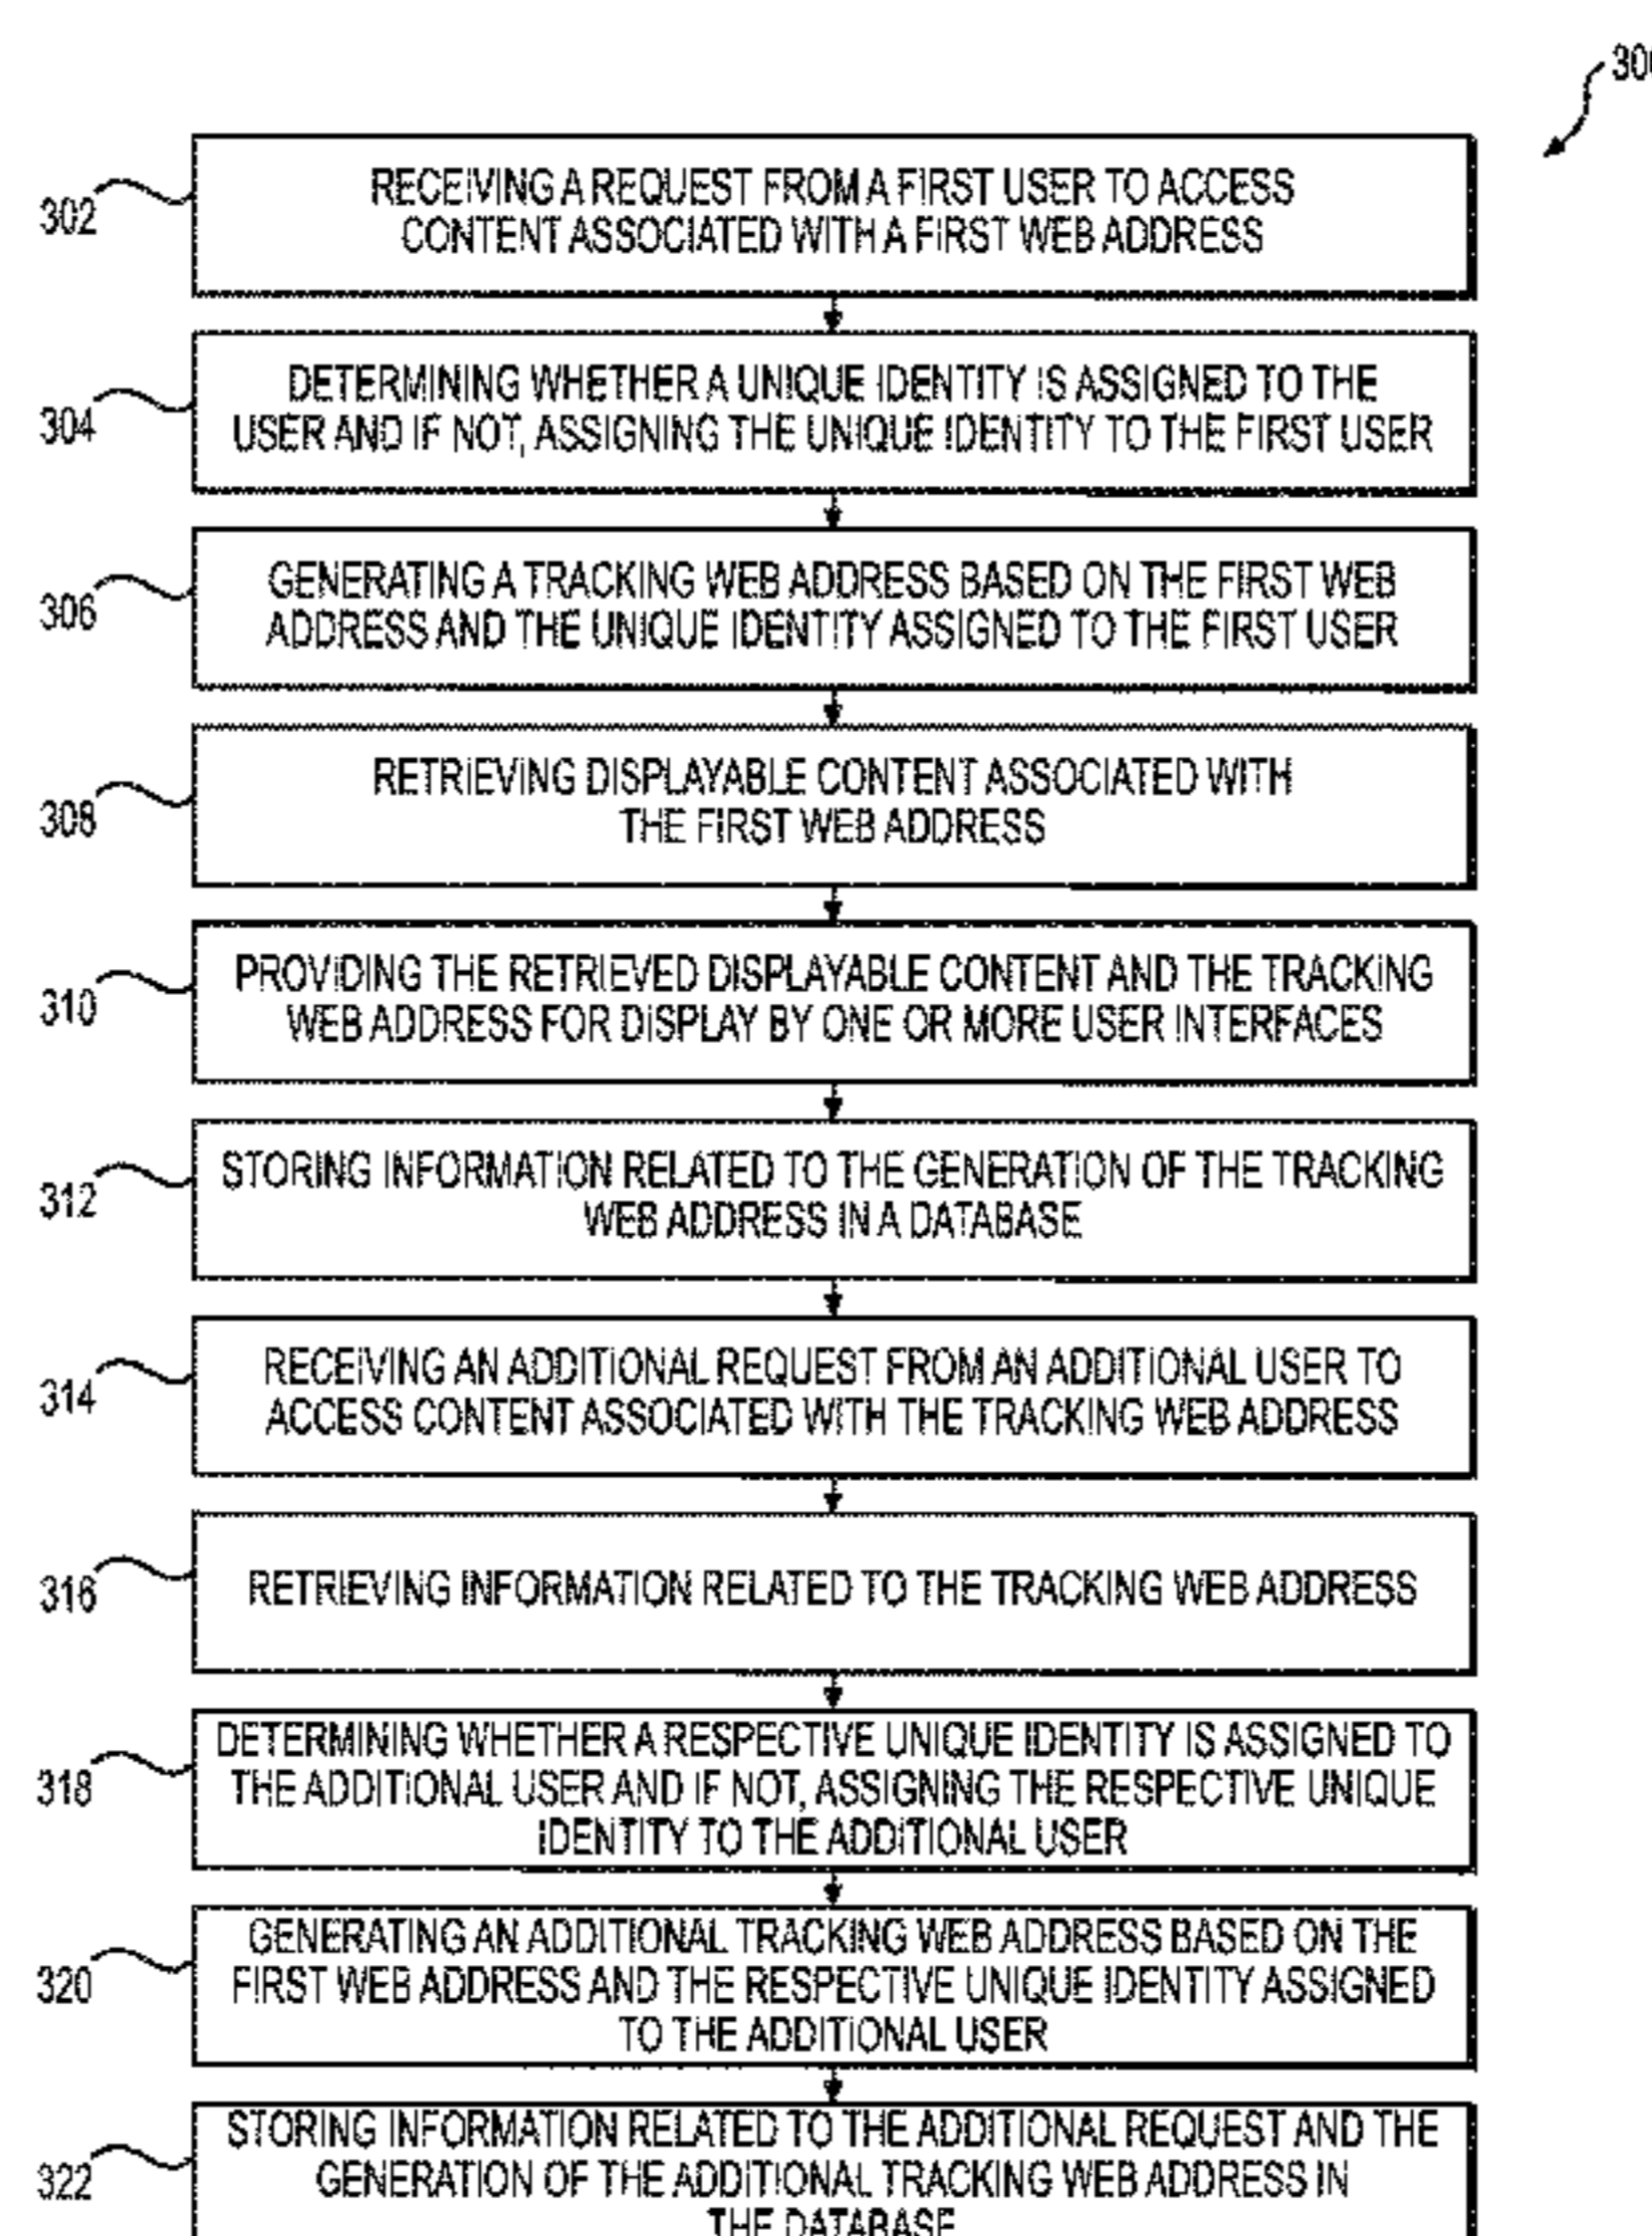 300
302
RECEIVING A REQUEST FROM A FIRST USER TO ACCESS
CONTENT ASSOCIATED WITH A FIRST WEB ADDRESS
304
DETERMINING WHETHER A UNIQUE IDENTITY IS ASSIGNED TO THE
USER AND IF NOT, ASSIGNING THE UNIQUE IDENTITY TO THE FIRST USER
306
GENERATING A TRACKING WEB ADDRESS BASED ON THE FIRST WEB
ADDRESS AND THE UNIQUE IDENTITY ASSIGNED TO THE FIRST USER
308
RETRIEVING DISPLAYABLE CONTENT ASSOCIATED WITH
THE FIRST WEB ADDRESS
310
PROVIDING THE RETRIEVED DISPLAYABLE CONTENT AND THE TRACKING
WEB ADDRESS FOR DISPLAY BY ONE OR MORE USER INTERFACES
312
STORING INFORMATION RELATED TO THE GENERATION OF THE TRACKING
WEB ADDRESS IN A DATABASE
314
RECEIVING AN ADDITIONAL REQUEST FROM AN ADDITIONAL USER TO
ACCESS CONTENT ASSOCIATED WITH THE TRACKING WEB ADDRESS
316
RETRIEVING INFORMATION RELATED TO THE TRACKING WEB ADDRESS
318
DETERMINING WHETHER A RESPECTIVE UNIQUE IDENTITY IS ASSIGNED TO
THE ADDITIONAL USER AND IF NOT, ASSIGNING THE RESPECTIVE UNIQUE
IDENTITY TO THE ADDITIONAL USER
320
GENERATING AN ADDITIONAL TRACKING WEB ADDRESS BASED ON THE
FIRST WEB ADDRESS AND THE RESPECTIVE UNIQUE IDENTITY ASSIGNED
TO THE ADDITIONAL USER
322
STORING INFORMATION RELATED TO THE ADDITIONAL REQUEST AND THE
GENERATION OF THE ADDITIONAL TRACKING WEB ADDRESS IN
THE DATABASE